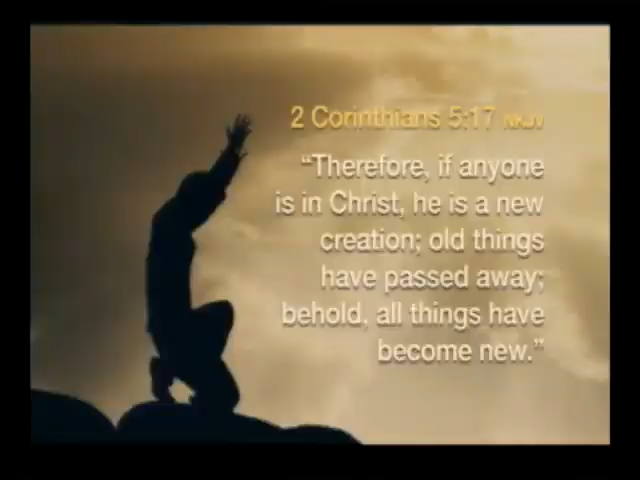 2 Corinthians 5:17 NKJV
“Therefore, if anyone
is in Christ, he is a new
creation; old things
have passed away;
behold, all things have
become new.”